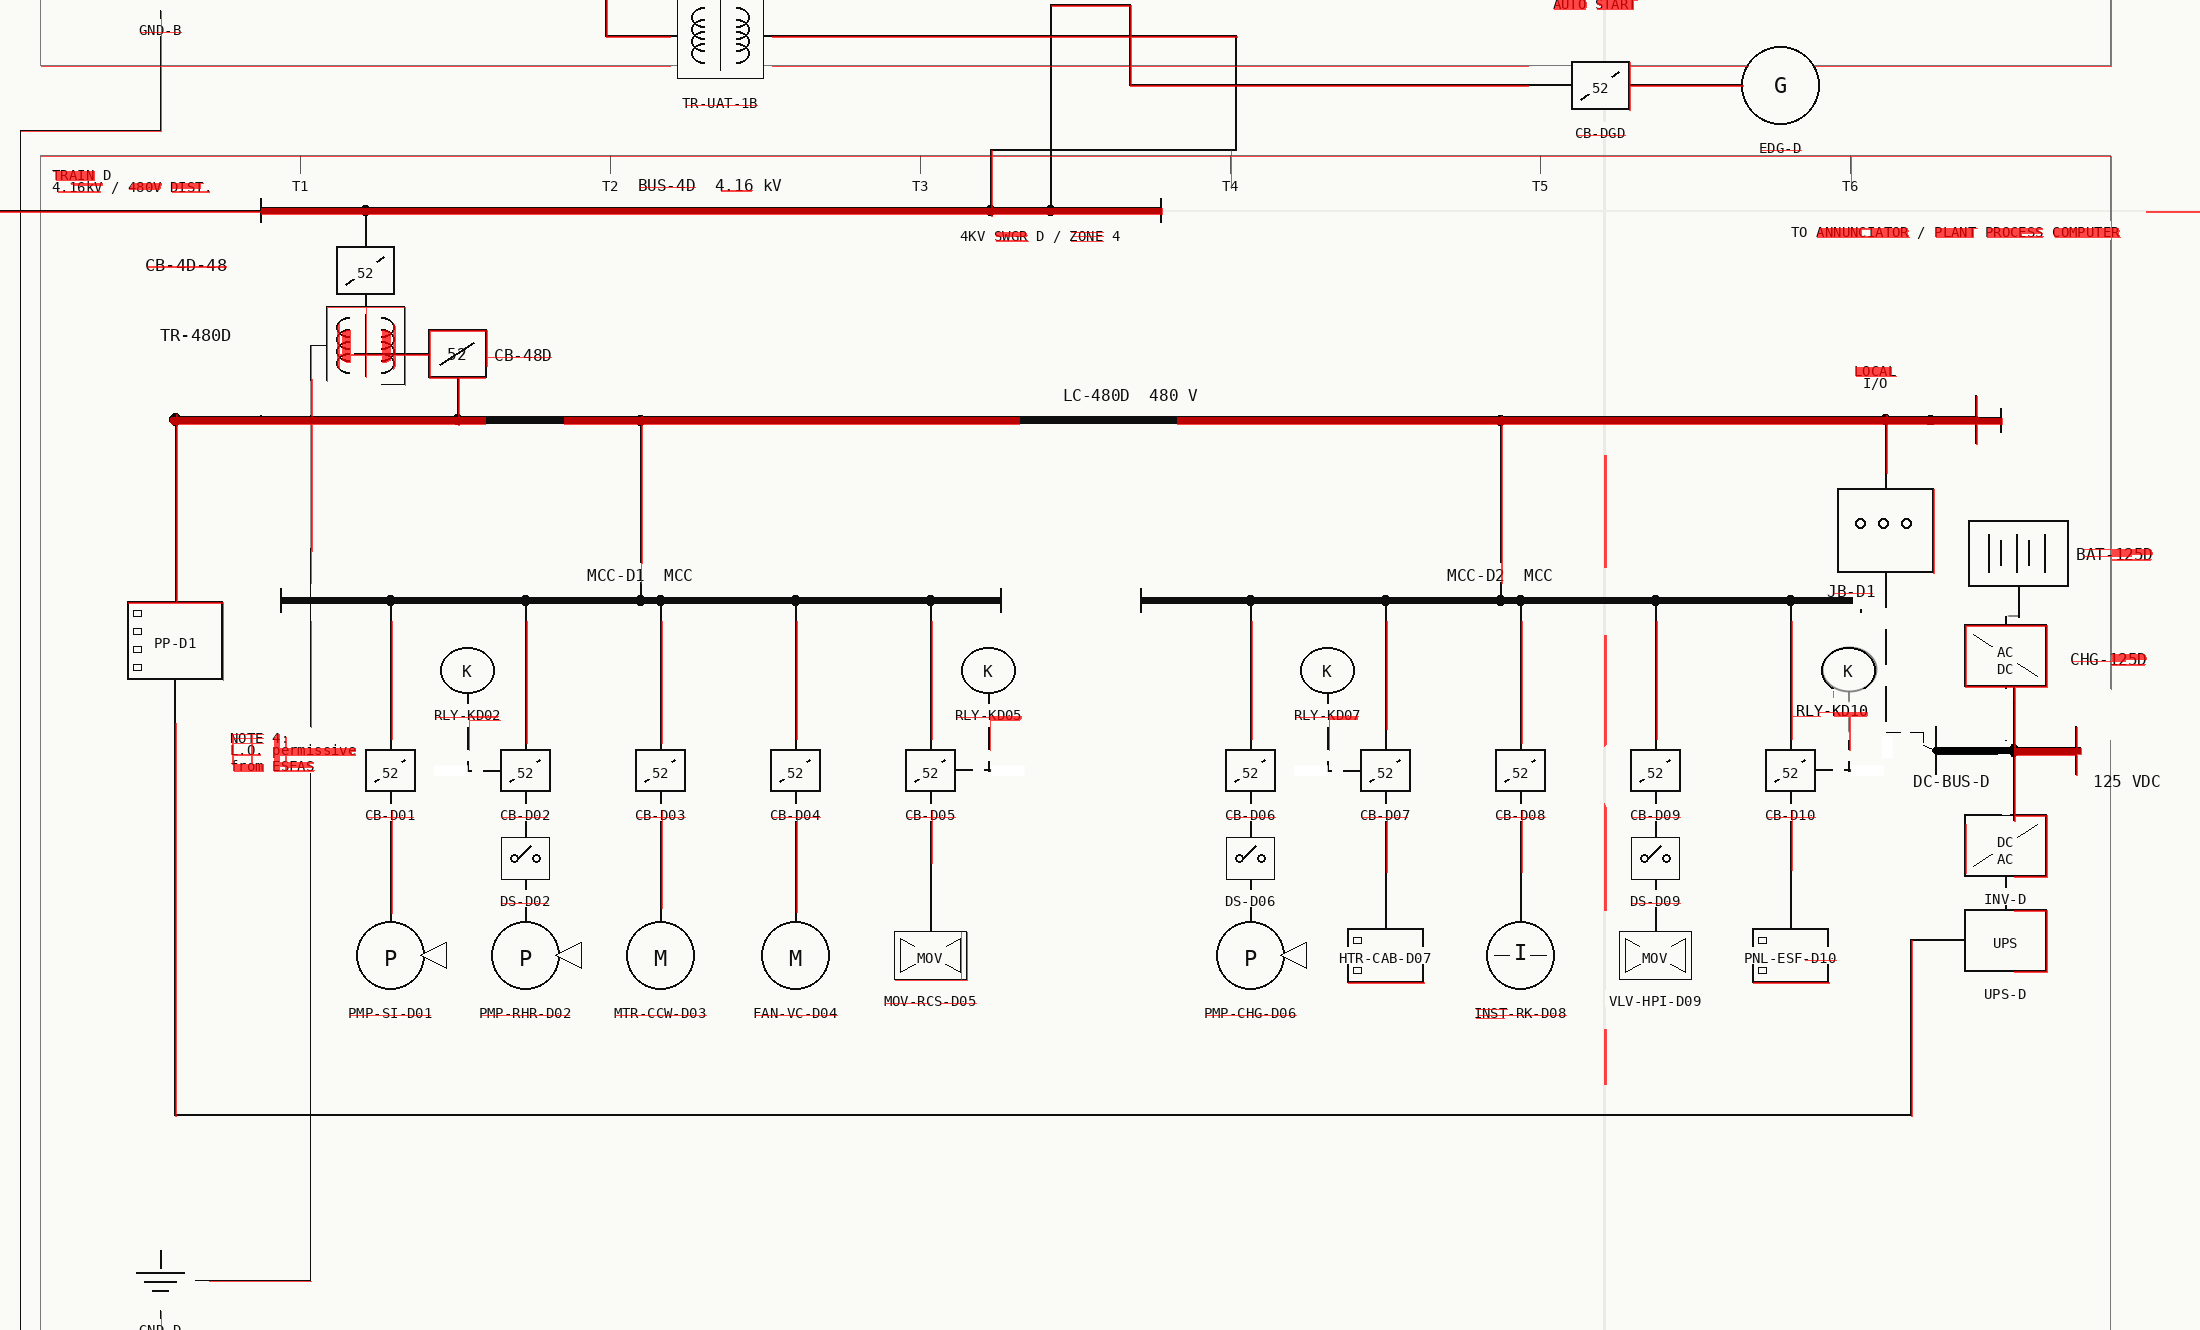 AUTO START
GND-B
TR-UAT-1B
52
G
CB-DGD
EDG-D
TRAIN D
4.16kV / 480V DIST.
T1
T2
BUS-4D 4.16 kV
T3
T4
T5
T6
4KV SWGR D / ZONE 4
TO ANNUNCIATOR / PLANT PROCESS COMPUTER
CB-4D-48
52
TR-480D
52
CB-48D
LOCAL
I/O
LC-480D 480 V
BAT-125D
MCC-D1 MCC
MCC-D2 MCC
JB-D1
PP-D1
K
K
K
K
AC
DC
CHG-125D
RLY-KD02
RLY-KD05
RLY-KD07
RLY-KD10
NOTE 4:
L.O. permissive
from ESFAS
52
52
52
52
52
52
52
52
52
52
DC-BUS-D
125 VDC
CB-D01
CB-D02
CB-D03
CB-D04
CB-D05
CB-D06
CB-D07
CB-D08
CB-D09
CB-D10
DC
AC
DS-D02
DS-D06
DS-D09
INV-D
P
P
M
M
MOV
P
HTR-CAB-D07
I
MOV
PNL-ESF-D10
UPS
UPS-D
PMP-SI-D01
PMP-RHR-D02
MTR-CCW-D03
FAN-VC-D04
MOV-RCS-D05
PMP-CHG-D06
INST-RK-D08
VLV-HPI-D09
GND-D